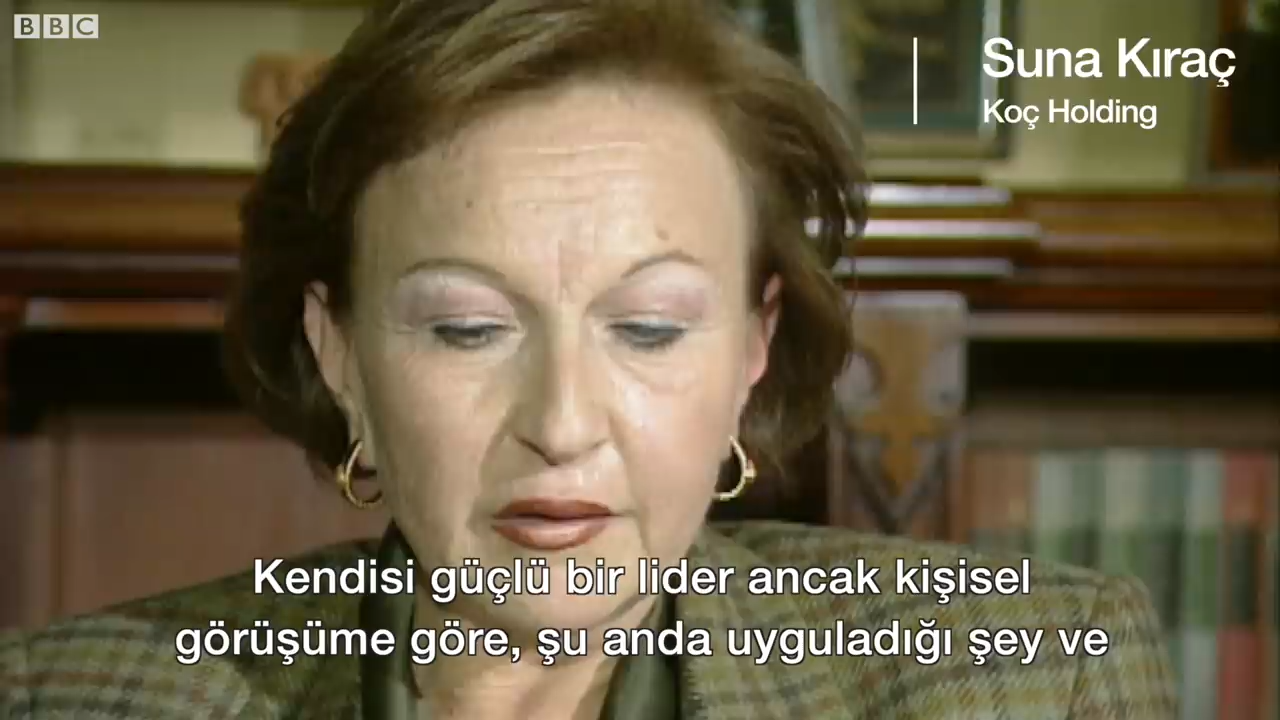 BBC
Suna Kıraç
Koç Holding
Kendisi güçlü bir lider ancak kişisel
görüşüme göre, şu anda uyguladığı şey ve